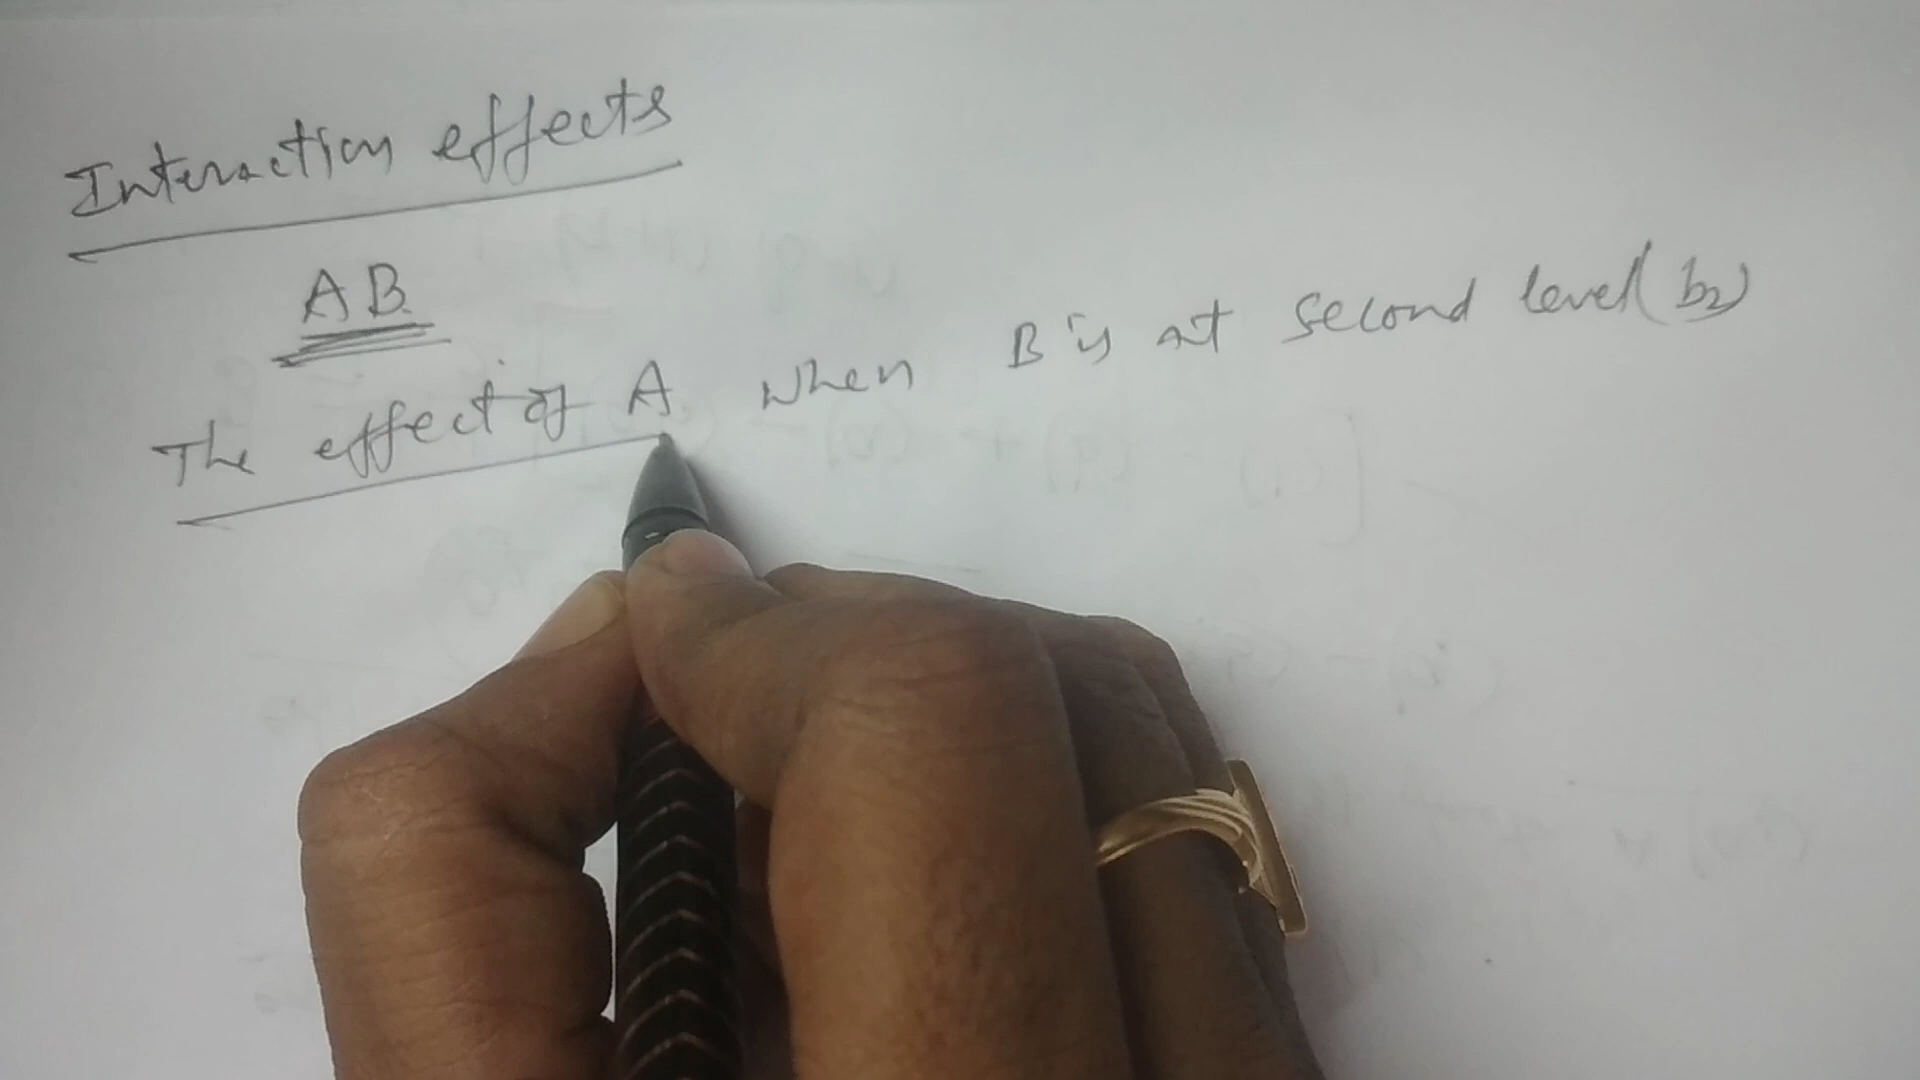 Interaction effects
AB
The effect of A when B is at second level (b2)